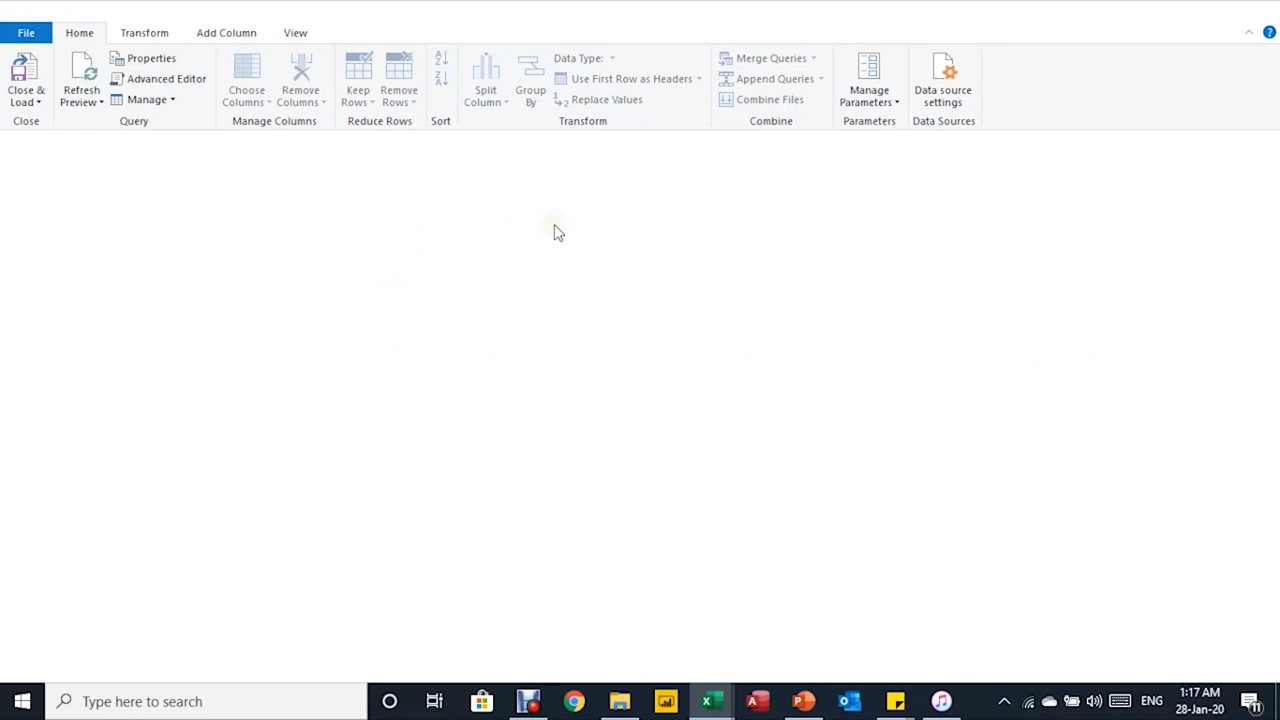 File Home Transform Add Column View
Close & Load Refresh Preview Properties Advanced Editor Manage Choose Columns Remove Columns Keep Rows Remove Rows Split Column Group By Data Type: Use First Row as Headers Replace Values Merge Queries Append Queries Combine Files Manage Parameters Data source settings
Close Query Manage Columns Reduce Rows Sort Transform Combine Parameters Data Sources
Type here to search ENG 1:17 AM
28-Jan-20 11